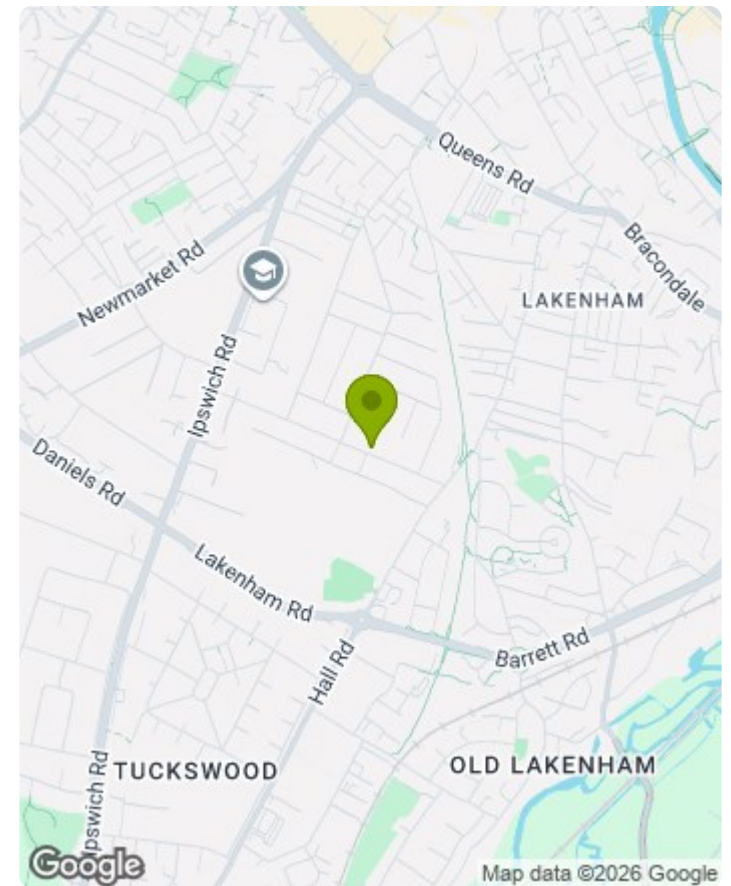 Queens Rd
Bracondale
Newmarket Rd
LAKENHAM
Ipswich Rd
Daniels Rd
Lakenham Rd
Barrett Rd
Hall Rd
TUCKSWOOD
OLD LAKENHAM
Ipswich Rd
Google
Map data ©2026 Google